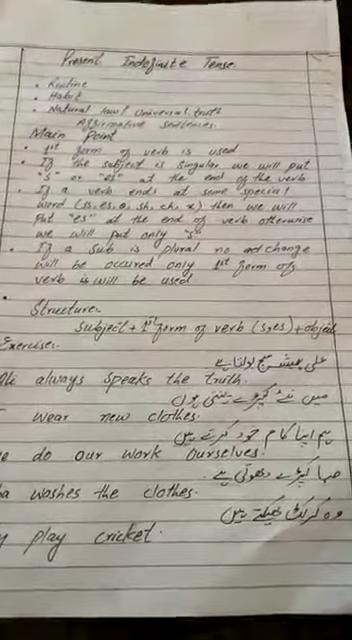 Present Indefinite Tense.
• Routine
• Habit
• Natural law/ Universal truth
Affirmative sentences.
Main Point
• 1st form of verb is used
• If the subject is singular we will put
"s" or "es" at the end of the verb
• If a verb ends at some special
word (ss, es, o, sh, ch, x) then we will
put "es" at the end of verb otherwise
we will put only "s"
• If a sub is plural no change
will be occured only 1st form of
verb is will be used
Structure:-
Subject + 1st form of verb (s, es) + object
Exercise:-
علی ہمیشہ سچ بولتا ہے
always speaks the truth.
میں نئے کپڑے پہنتی ہوں
wear new clothes.
ہم اپنا کام خود کرتے ہیں
do our work ourselves.
صبا کپڑے دھوتی ہے
washes the clothes.
وہ کرکٹ کھیلتے ہیں
play cricket.